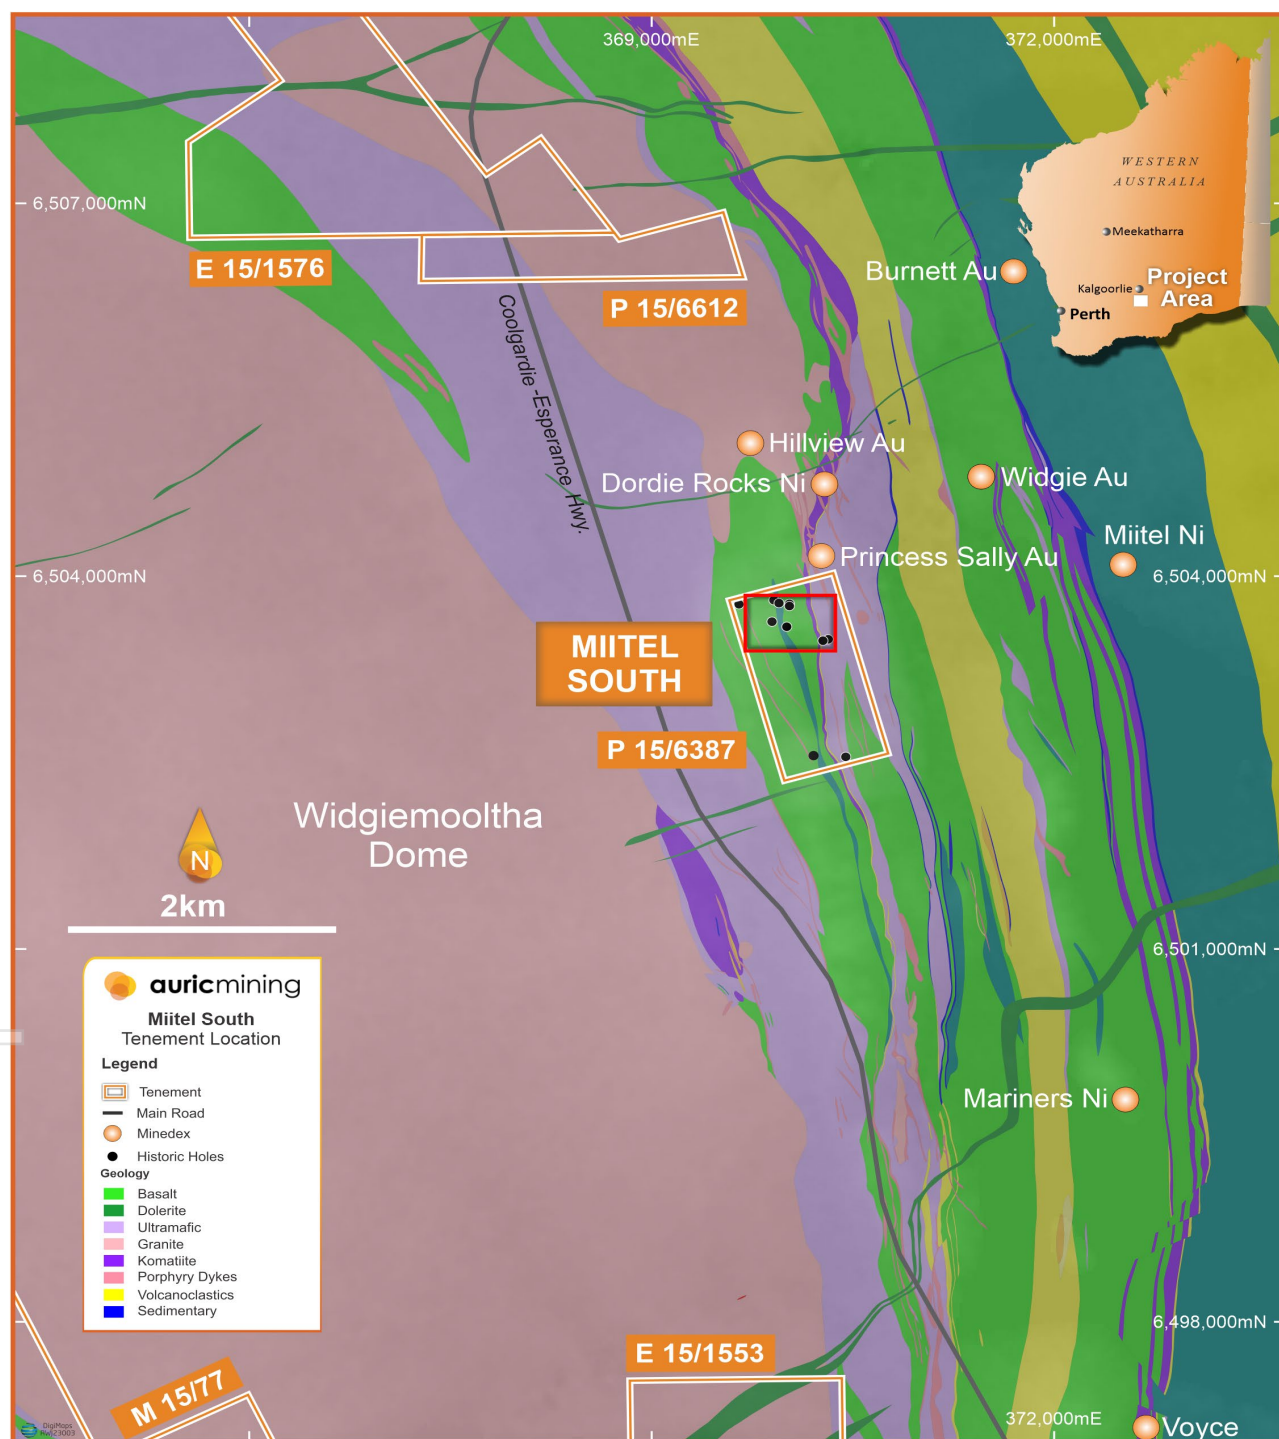 369,000mE
372,000mE
WESTERN
AUSTRALIA
6,507,000mN
Meekatharra
E 15/1576
Burnett Au
Kalgoorlie
Project
Area
P 15/6612
Perth
Coolgardie -Esperance Hwy.
Hillview Au
Dordie Rocks Ni
Widgie Au
Miitel Ni
Princess Sally Au
6,504,000mN
6,504,000mN
MIITEL
SOUTH
P 15/6387
Widgiemooltha
Dome
N
2km
6,501,000mN
auricmining
Miitel South
Tenement Location
Legend
Tenement
Main Road
Minedex
Historic Holes
Geology
Basalt
Dolerite
Ultramafic
Granite
Komatiite
Porphyry Dykes
Volcanoclastics
Sedimentary
Mariners Ni
6,498,000mN
E 15/1553
M 15/77
372,000mE
Voyce
DigiMaps
RWJ23003